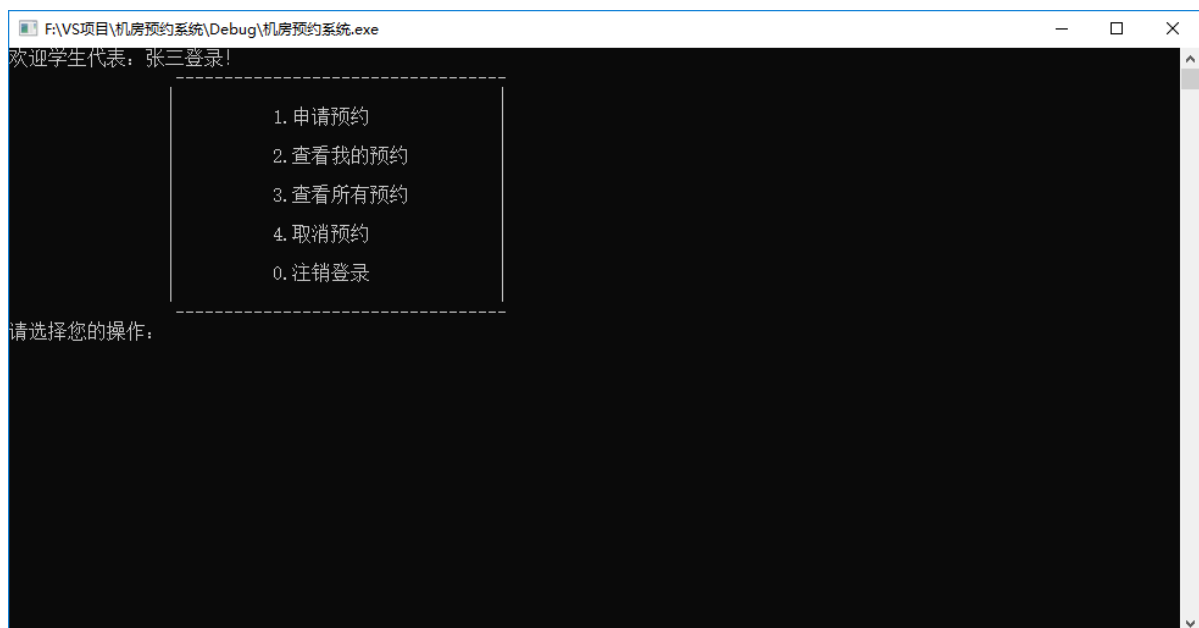 F:\VS项目\机房预约系统\Debug\机房预约系统.exe
欢迎学生代表：张三登录！
----------------------------------
1.申请预约
2.查看我的预约
3.查看所有预约
4.取消预约
0.注销登录
----------------------------------
请选择您的操作：